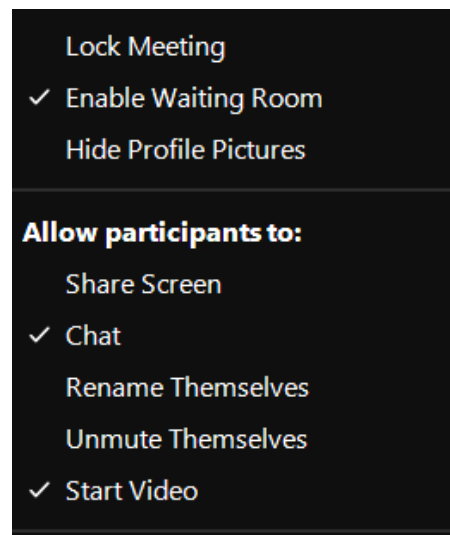 Lock Meeting
✓ Enable Waiting Room
Hide Profile Pictures
Allow participants to:
Share Screen
✓ Chat
Rename Themselves
Unmute Themselves
✓ Start Video